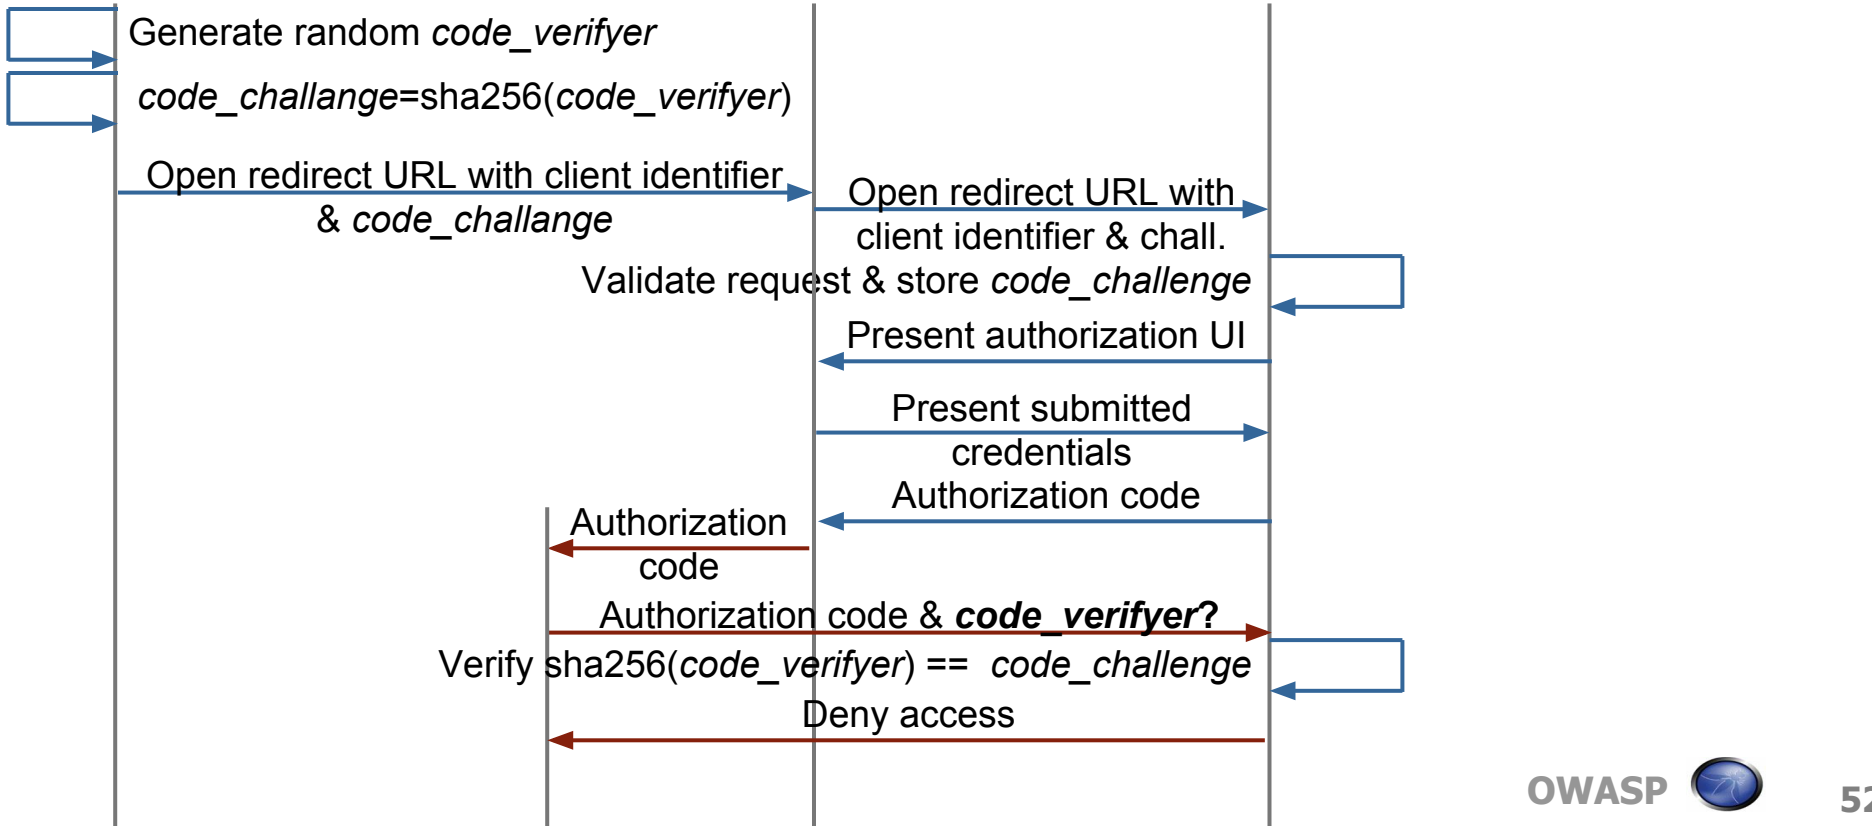 Generate random code_verifyer
code_challange=sha256(code_verifyer)
Open redirect URL with client identifier
& code_challange
Open redirect URL with
client identifier & chall.
Validate request & store code_challenge
Present authorization UI
Present submitted
credentials
Authorization code
Authorization
code
Authorization code & code_verifyer?
Verify sha256(code_verifyer) == code_challenge
Deny access
OWASP
52